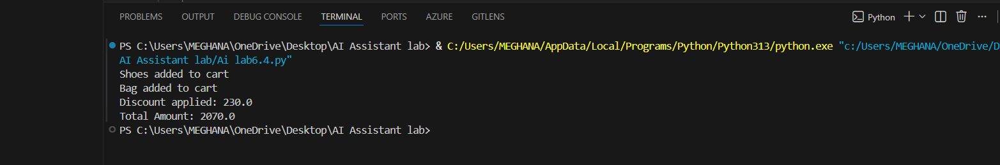 PROBLEMS OUTPUT DEBUG CONSOLE TERMINAL PORTS AZURE GITLENS Python
PS C:\Users\MEGHANA\OneDrive\Desktop\AI Assistant lab> & C:/Users/MEGHANA/AppData/Local/Programs/Python/Python313/python.exe "c:/Users/MEGHANA/OneDrive/D
AI Assistant lab/Ai lab6.4.py"
Shoes added to cart
Bag added to cart
Discount applied: 230.0
Total Amount: 2070.0
PS C:\Users\MEGHANA\OneDrive\Desktop\AI Assistant lab>